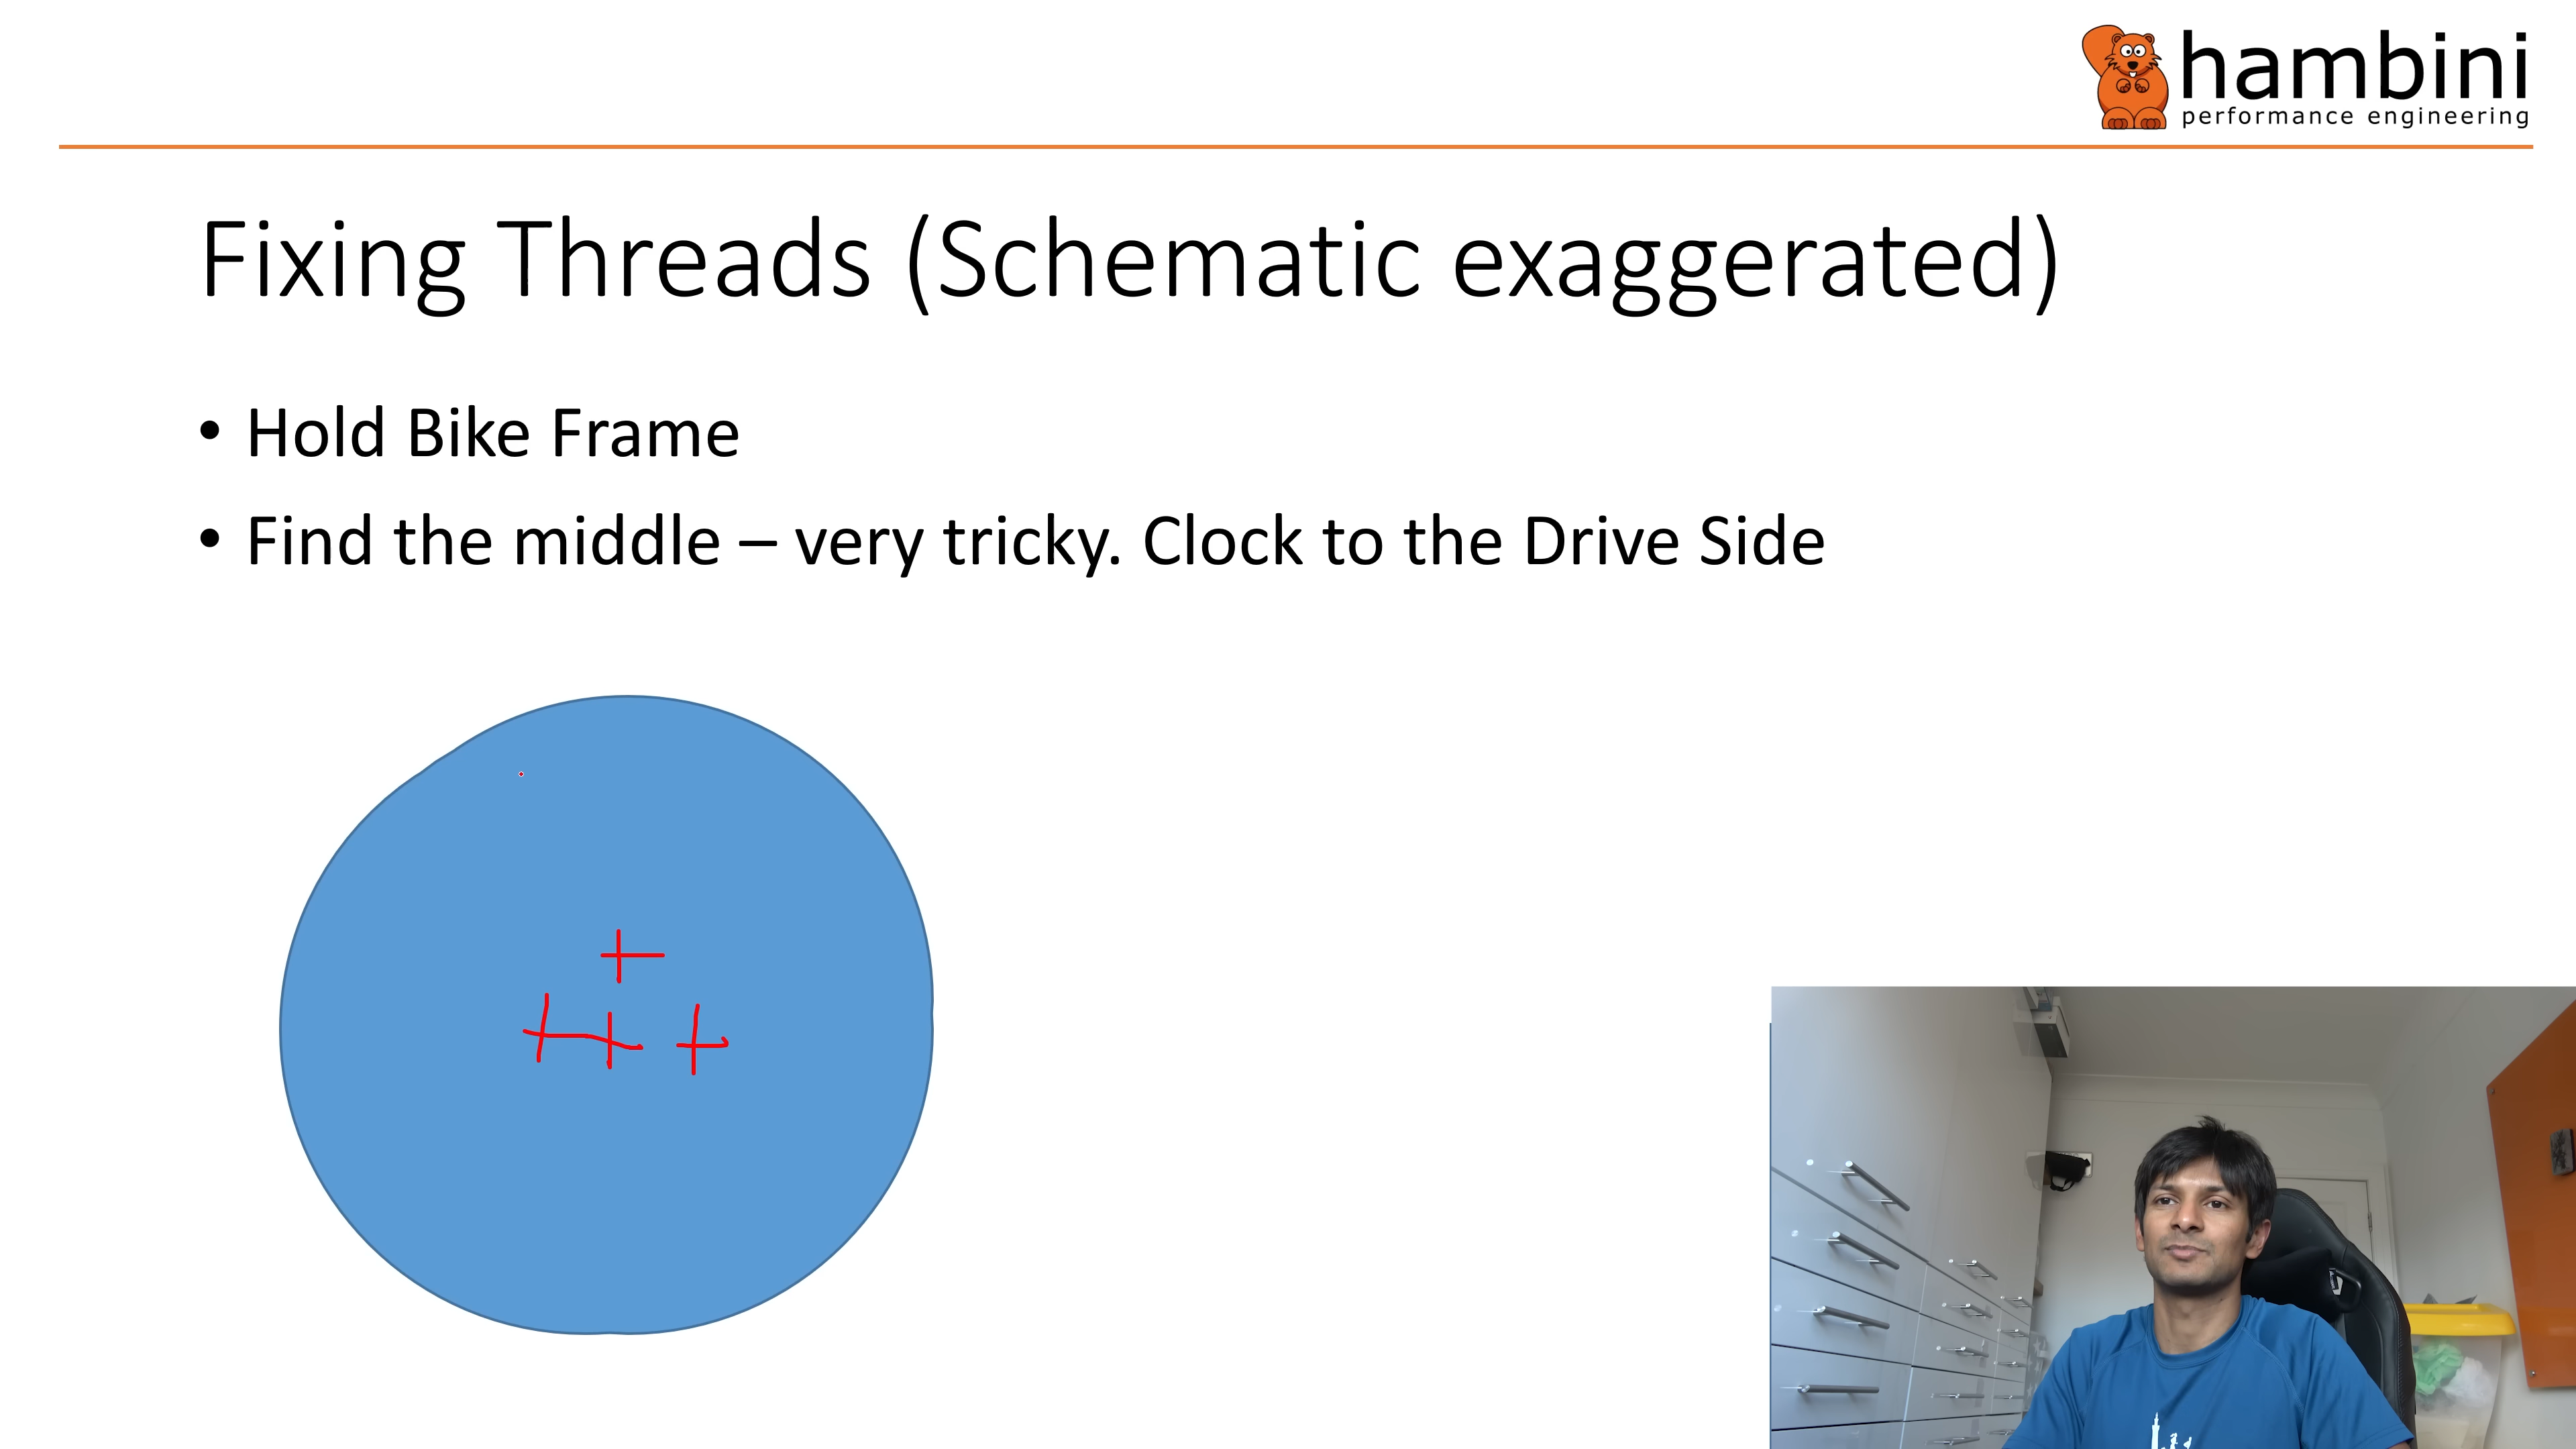 hambini
performance engineering
Fixing Threads (Schematic exaggerated)
• Hold Bike Frame
• Find the middle – very tricky. Clock to the Drive Side